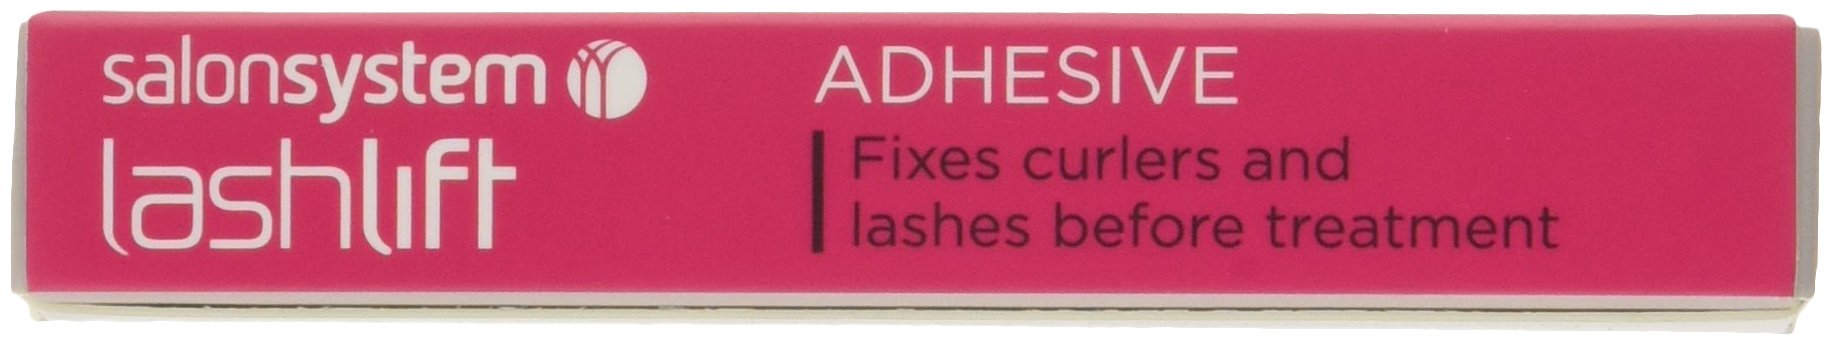 salonsystem
lashlift
ADHESIVE
Fixes curlers and
lashes before treatment